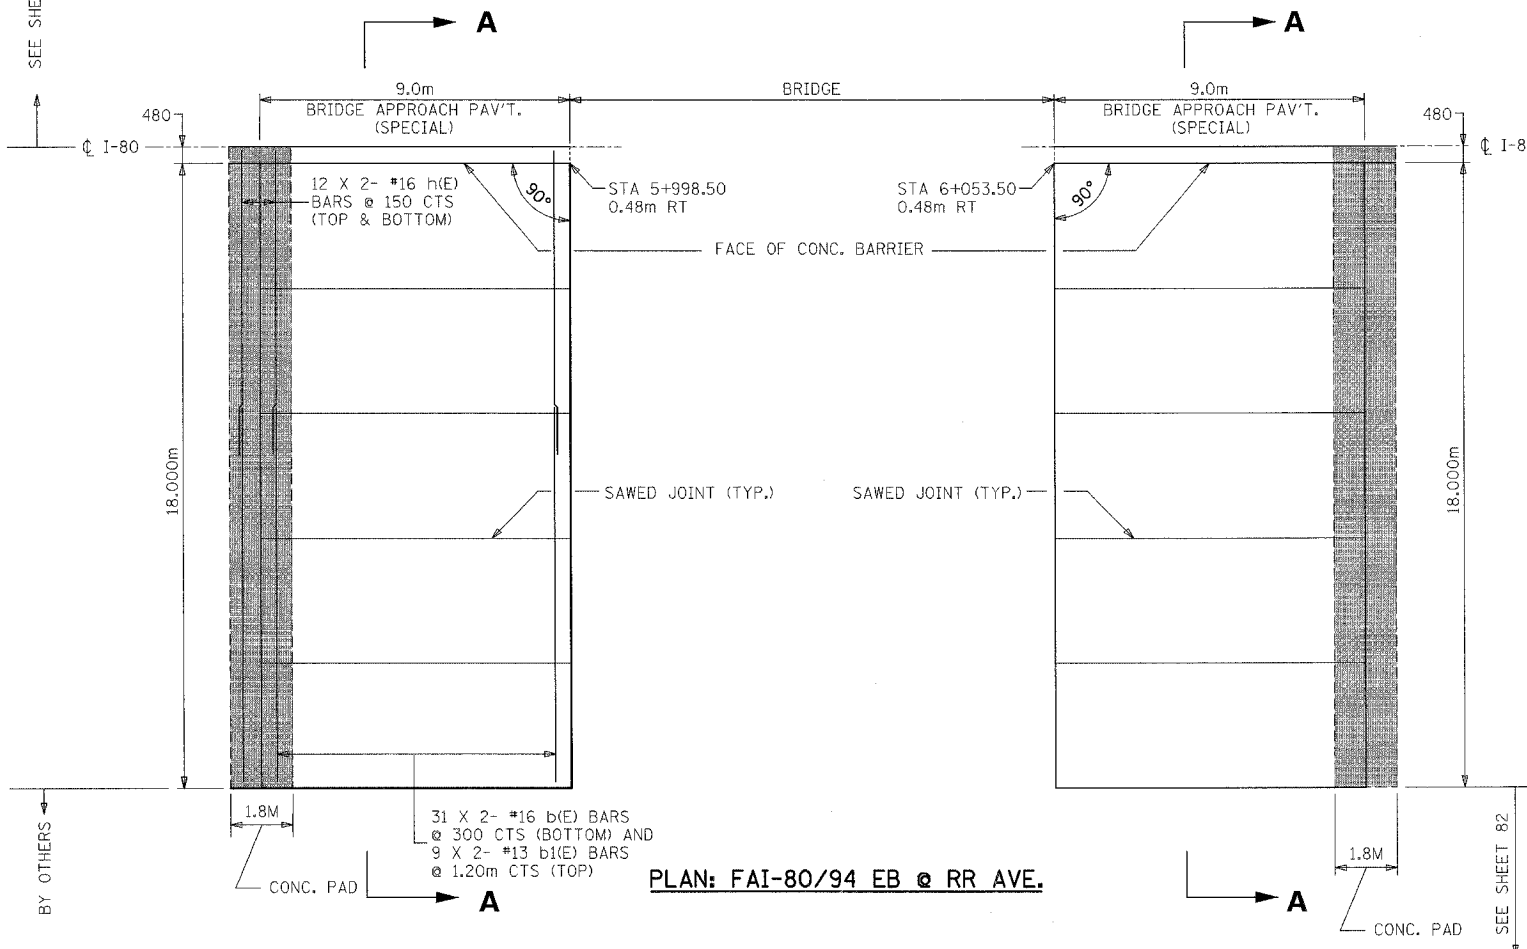 SEE SHE
A
A
9.0m
BRIDGE APPROACH PAV'T.
(SPECIAL)
BRIDGE
9.0m
BRIDGE APPROACH PAV'T.
(SPECIAL)
480
480
℄ I-80
℄ I-8
12 X 2- #16 h(E)
BARS @ 150 CTS
(TOP & BOTTOM)
90°
STA 5+998.50
0.48m RT
STA 6+053.50
0.48m RT
90°
FACE OF CONC. BARRIER
18.000m
SAWED JOINT (TYP.)
SAWED JOINT (TYP.)
18.000m
BY OTHERS
1.8M
CONC. PAD
31 X 2- #16 b(E) BARS
@ 300 CTS (BOTTOM) AND
9 X 2- #13 b1(E) BARS
@ 1.20m CTS (TOP)
A
PLAN: FAI-80/94 EB @ RR AVE.
A
1.8M
CONC. PAD
SEE SHEET 82